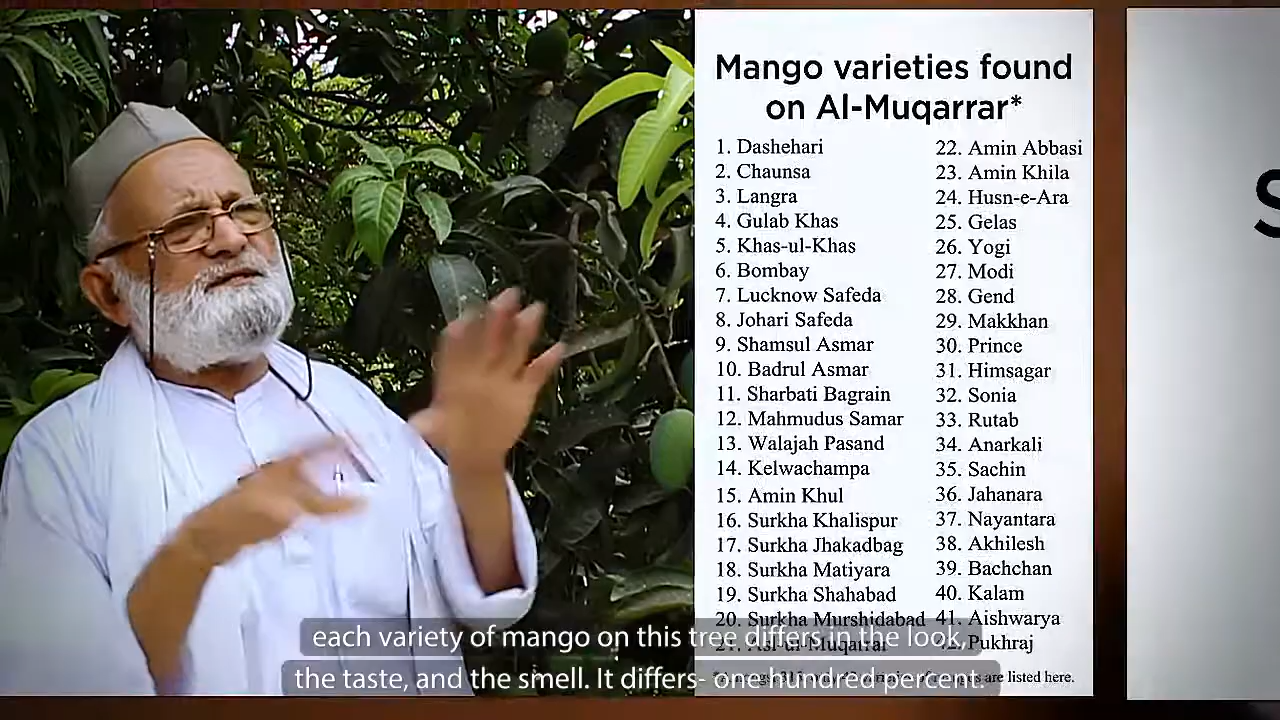 Mango varieties found
on Al-Muqarrar*
1. Dashehari
2. Chaunsa
3. Langra
4. Gulab Khas
5. Khas-ul-Khas
6. Bombay
7. Lucknow Safeda
8. Johari Safeda
9. Shamsul Asmar
10. Badrul Asmar
11. Sharbati Bagrain
12. Mahmudus Samar
13. Walajah Pasand
14. Kelwachampa
15. Amin Khul
16. Surkha Khalispur
17. Surkha Jhakadbag
18. Surkha Matiyara
19. Surkha Shahabad
20. Surkha Murshidabad
21. Asl-ul-Muqarrar
22. Amin Abbasi
23. Amin Khila
24. Husn-e-Ara
25. Gelas
26. Yogi
27. Modi
28. Gend
29. Makkhan
30. Prince
31. Himsagar
32. Sonia
33. Rutab
34. Anarkali
35. Sachin
36. Jahanara
37. Nayantara
38. Akhilesh
39. Bachchan
40. Kalam
41. Aishwarya
42. Pukhraj
are listed here.
each variety of mango on this tree differs in the look,
the taste, and the smell. It differs- one hundred percent.
S